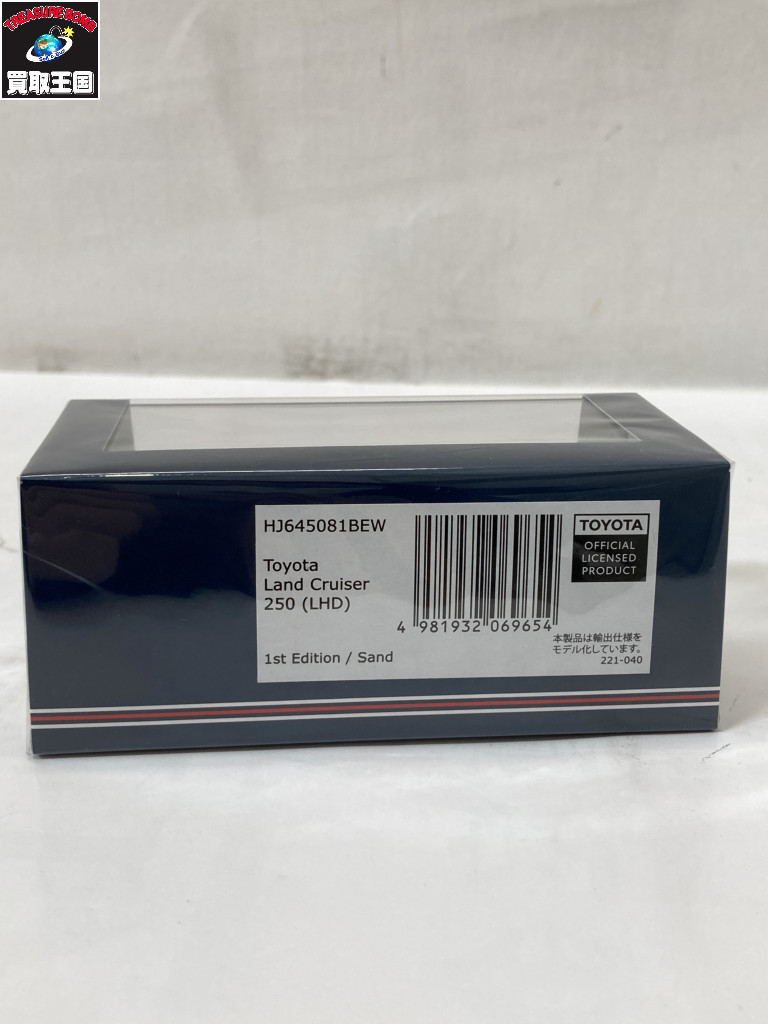 TREASURE BOMB
買取王国
HJ645081BEW
Toyota
Land Cruiser
250 (LHD)
1st Edition / Sand
4 981932 069654
TOYOTA
OFFICIAL
LICENSED
PRODUCT
本製品は輸出仕様を
モデル化しています。
221-040